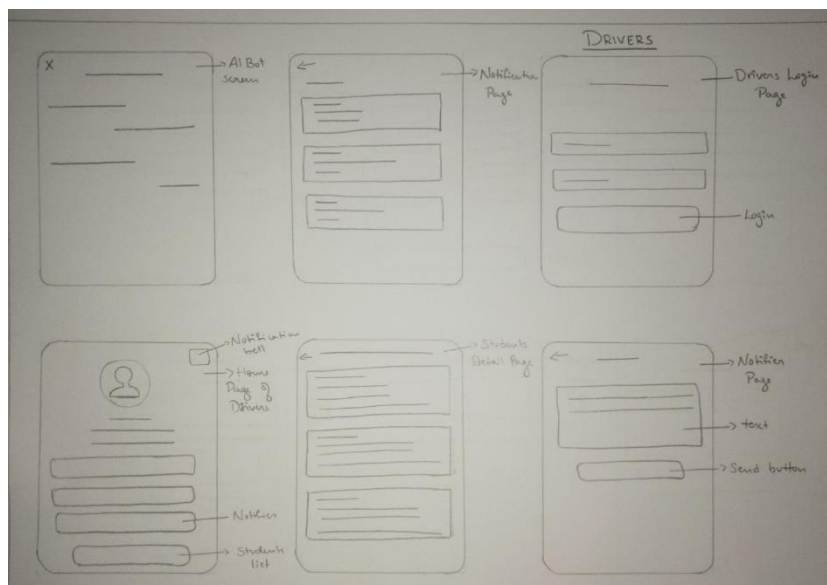 DRIVERS
X
AI Bot
screen
Notification
Page
Drivers Login
Page
Login
Notification
bell
Home
Page of
Drivers
Notifier
Students
list
Students
Detail Page
Notifier
Page
text
Send button